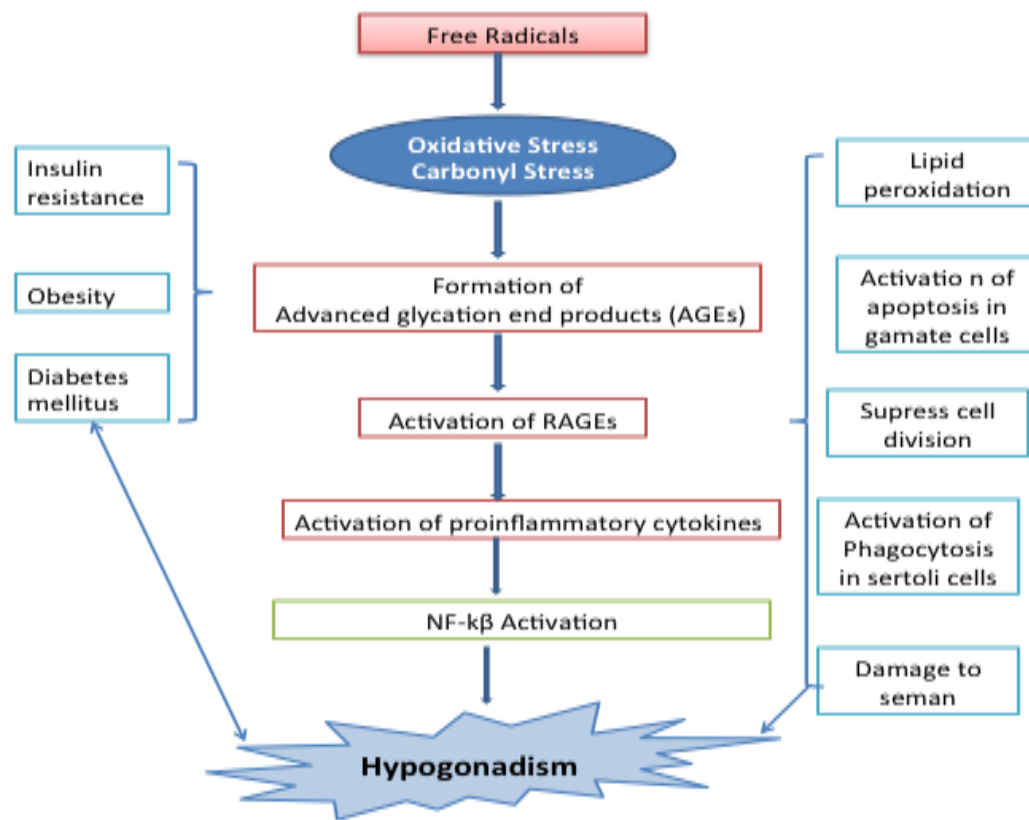 Free Radicals
Oxidative Stress
Carbonyl Stress
Insulin
resistance
Obesity
Diabetes
mellitus
Formation of
Advanced glycation end products (AGEs)
Activation of RAGEs
Activation of proinflammatory cytokines
NF-kβ Activation
Hypogonadism
Lipid
peroxidation
Activatio n of
apoptosis in
gamate cells
Supress cell
division
Activation of
Phagocytosis
in sertoli cells
Damage to
seman